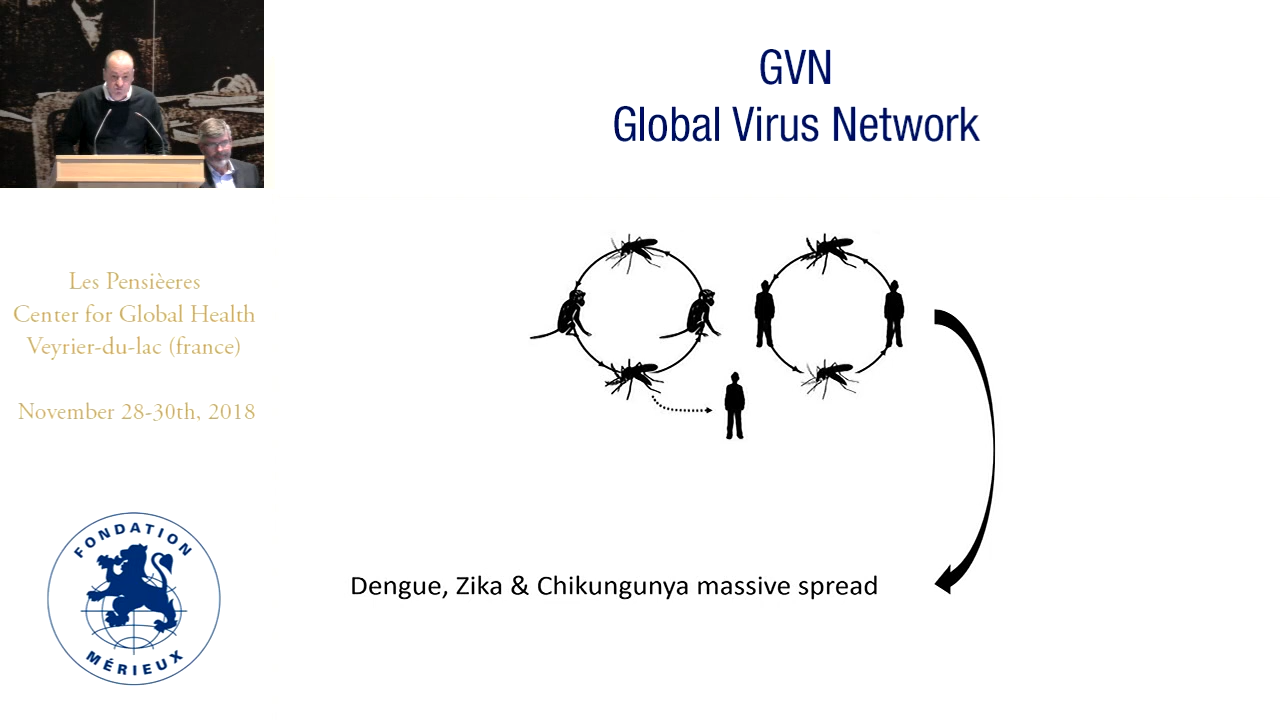 GVN
Global Virus Network
Les Pensièeres
Center for Global Health
Veyrier-du-lac (france)
November 28-30th, 2018
FONDATION
MÉRIEUX
Dengue, Zika & Chikungunya massive spread